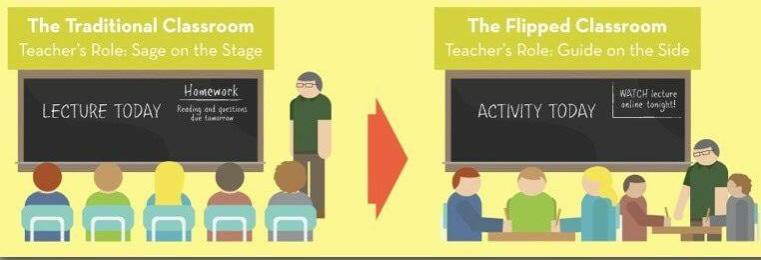 The Traditional Classroom
Teacher's Role: Sage on the Stage
LECTURE TODAY
Homework
Reading and questions
due tomorrow
The Flipped Classroom
Teacher's Role: Guide on the Side
ACTIVITY TODAY
WATCH lecture
online tonight!